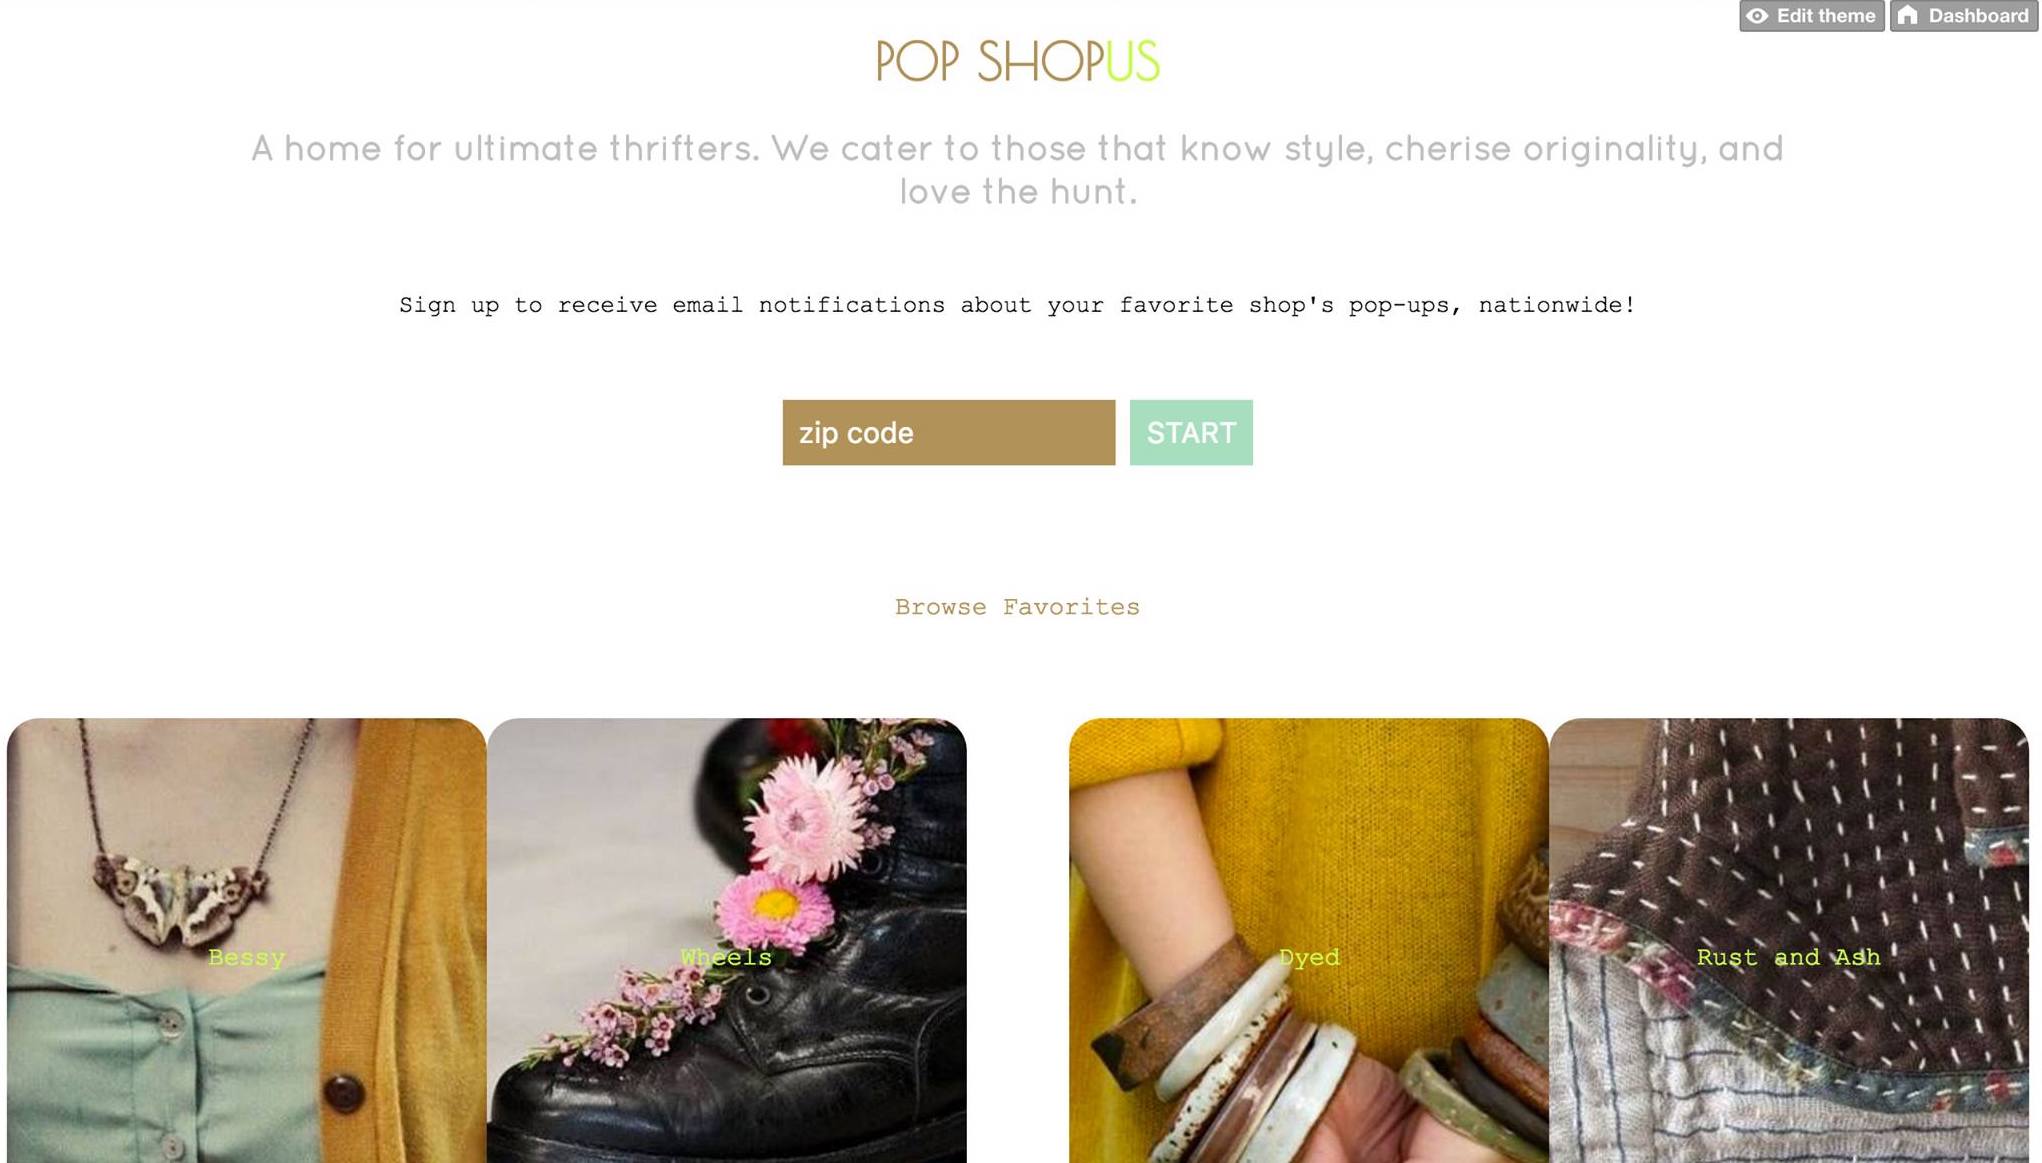 Edit theme
Dashboard
POP SHOPUS
A home for ultimate thrifters. We cater to those that know style, cherise originality, and
love the hunt.
Sign up to receive email notifications about your favorite shop's pop-ups, nationwide!
zip code
START
Browse Favorites
Bessy
Wheels
Dyed
Rust and Ash